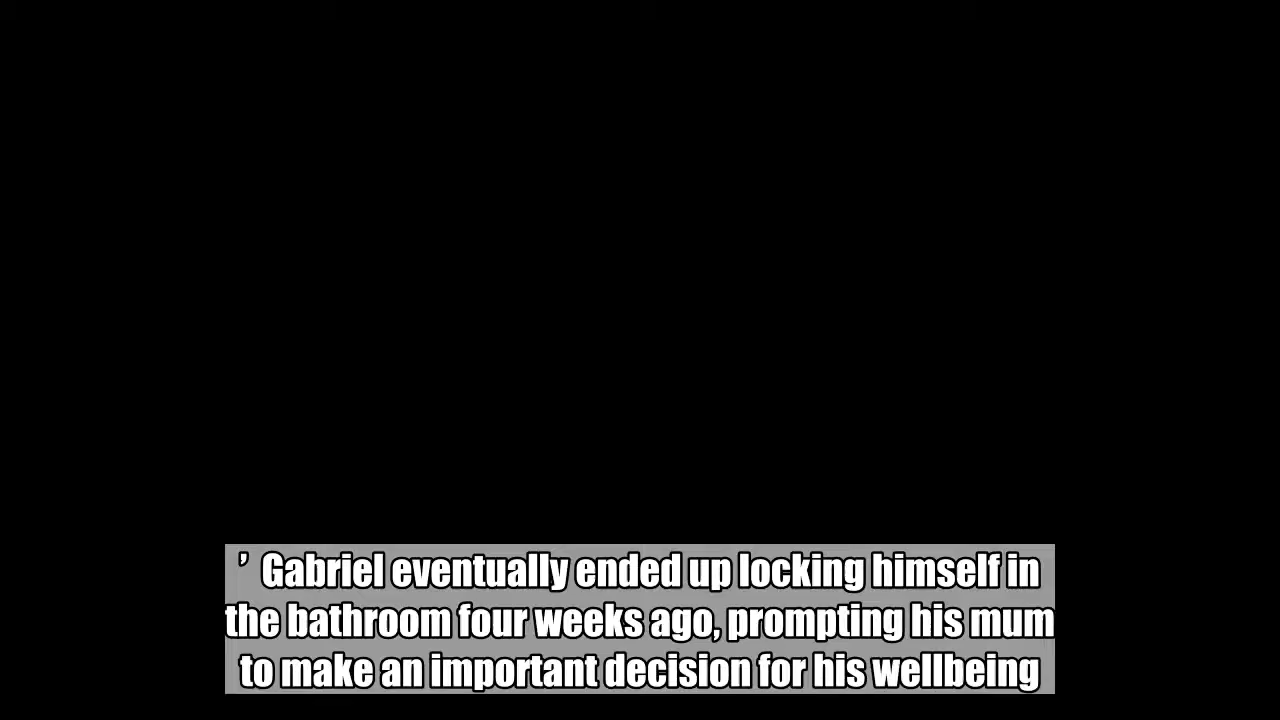 ’ Gabriel eventually ended up locking himself in
the bathroom four weeks ago, prompting his mum
to make an important decision for his wellbeing